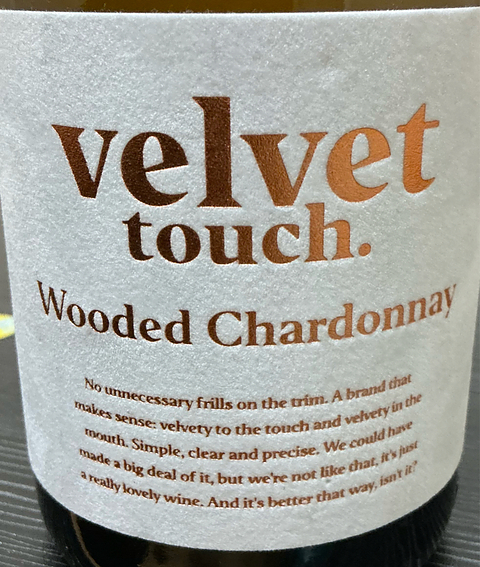 velvet
touch.
Wooded Chardonnay
No unnecessary frills on the trim. A brand that
makes sense: velvety to the touch and velvety in the
mouth. Simple, clear and precise. We could have
made a big deal of it, but we're not like that, it's just
a really lovely wine. And it's better that way, isn't it?